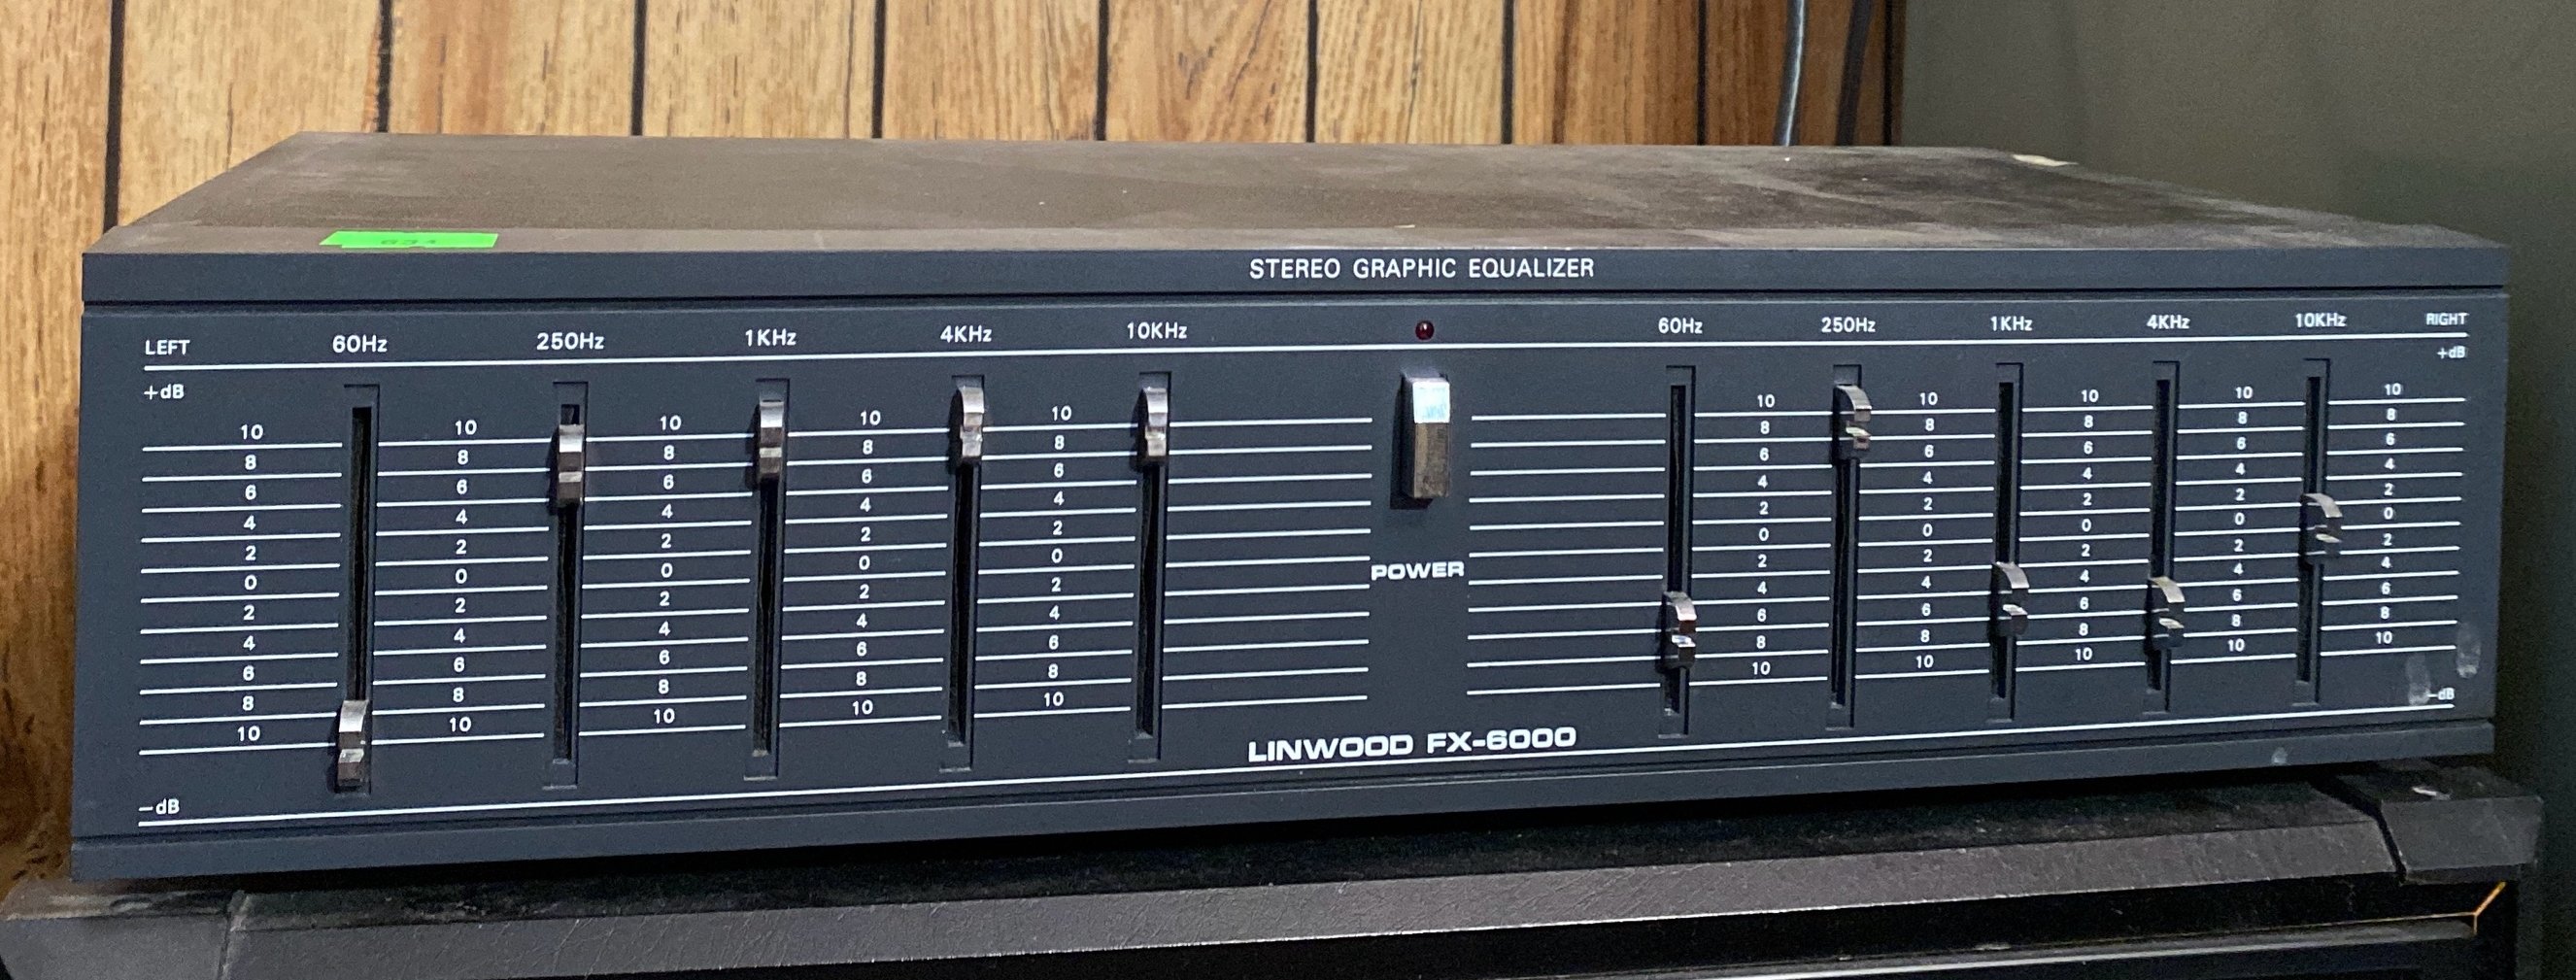 STEREO GRAPHIC EQUALIZER
LEFT 60Hz 250Hz 1KHz 4KHz 10KHz 60Hz 250Hz 1KHz 4KHz 10KHz RIGHT
+dB +dB
10 10 10 10 10 10 10 10 10 10
8 8 8 8 8 8 8 8 8 8
6 6 6 6 6 6 6 6 6 6
4 4 4 4 4 4 4 4 4 4
2 2 2 2 2 2 2 2 2 2
0 0 0 0 0 0 0 0 0 0
2 2 2 2 2 2 2 2 2 2
4 4 4 4 4 4 4 4 4 4
6 6 6 6 6 6 6 6 6 6
8 8 8 8 8 8 8 8 8 8
10 10 10 10 10 10 10 10 10 10
POWER
-dB -dB
LINWOOD FX-6000